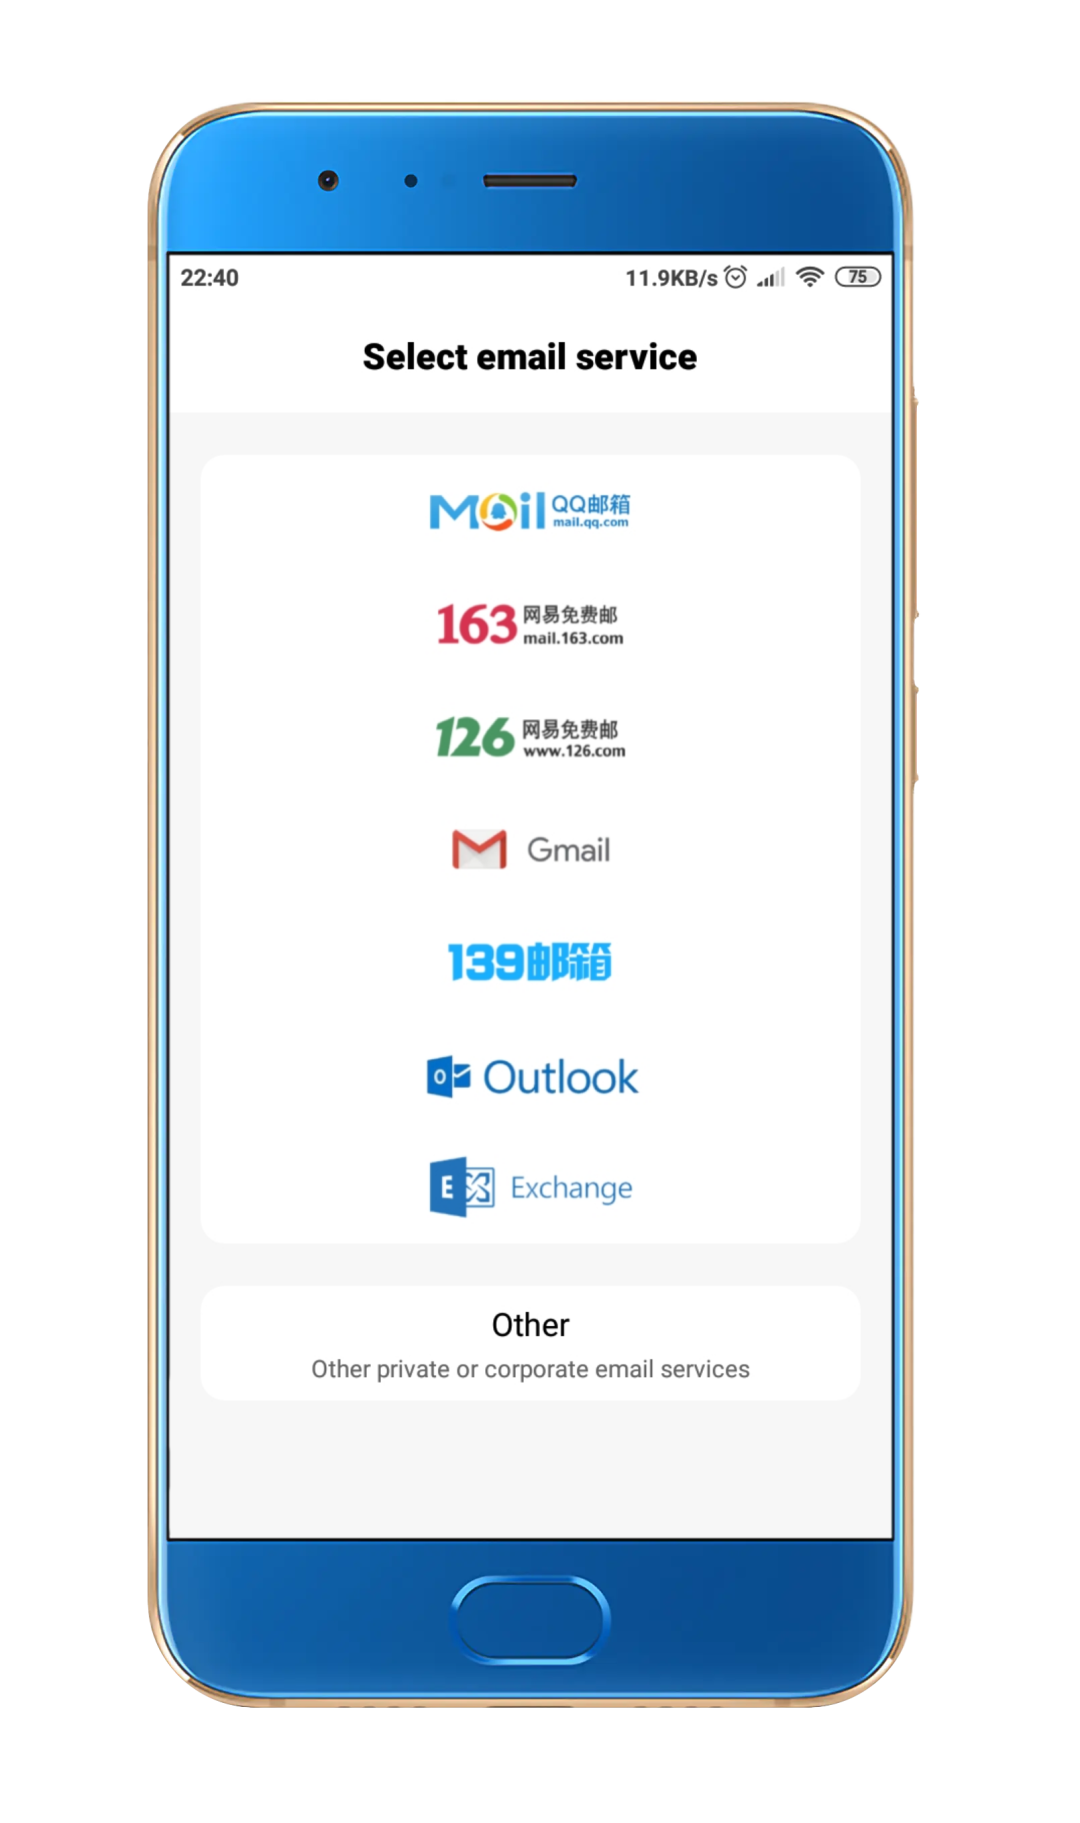 22:40 11.9KB/s 75
Select email service
Mail QQ邮箱
mail.qq.com
163 网易免费邮
mail.163.com
126 网易免费邮
www.126.com
Gmail
139邮箱
O Outlook
E Exchange
Other
Other private or corporate email services